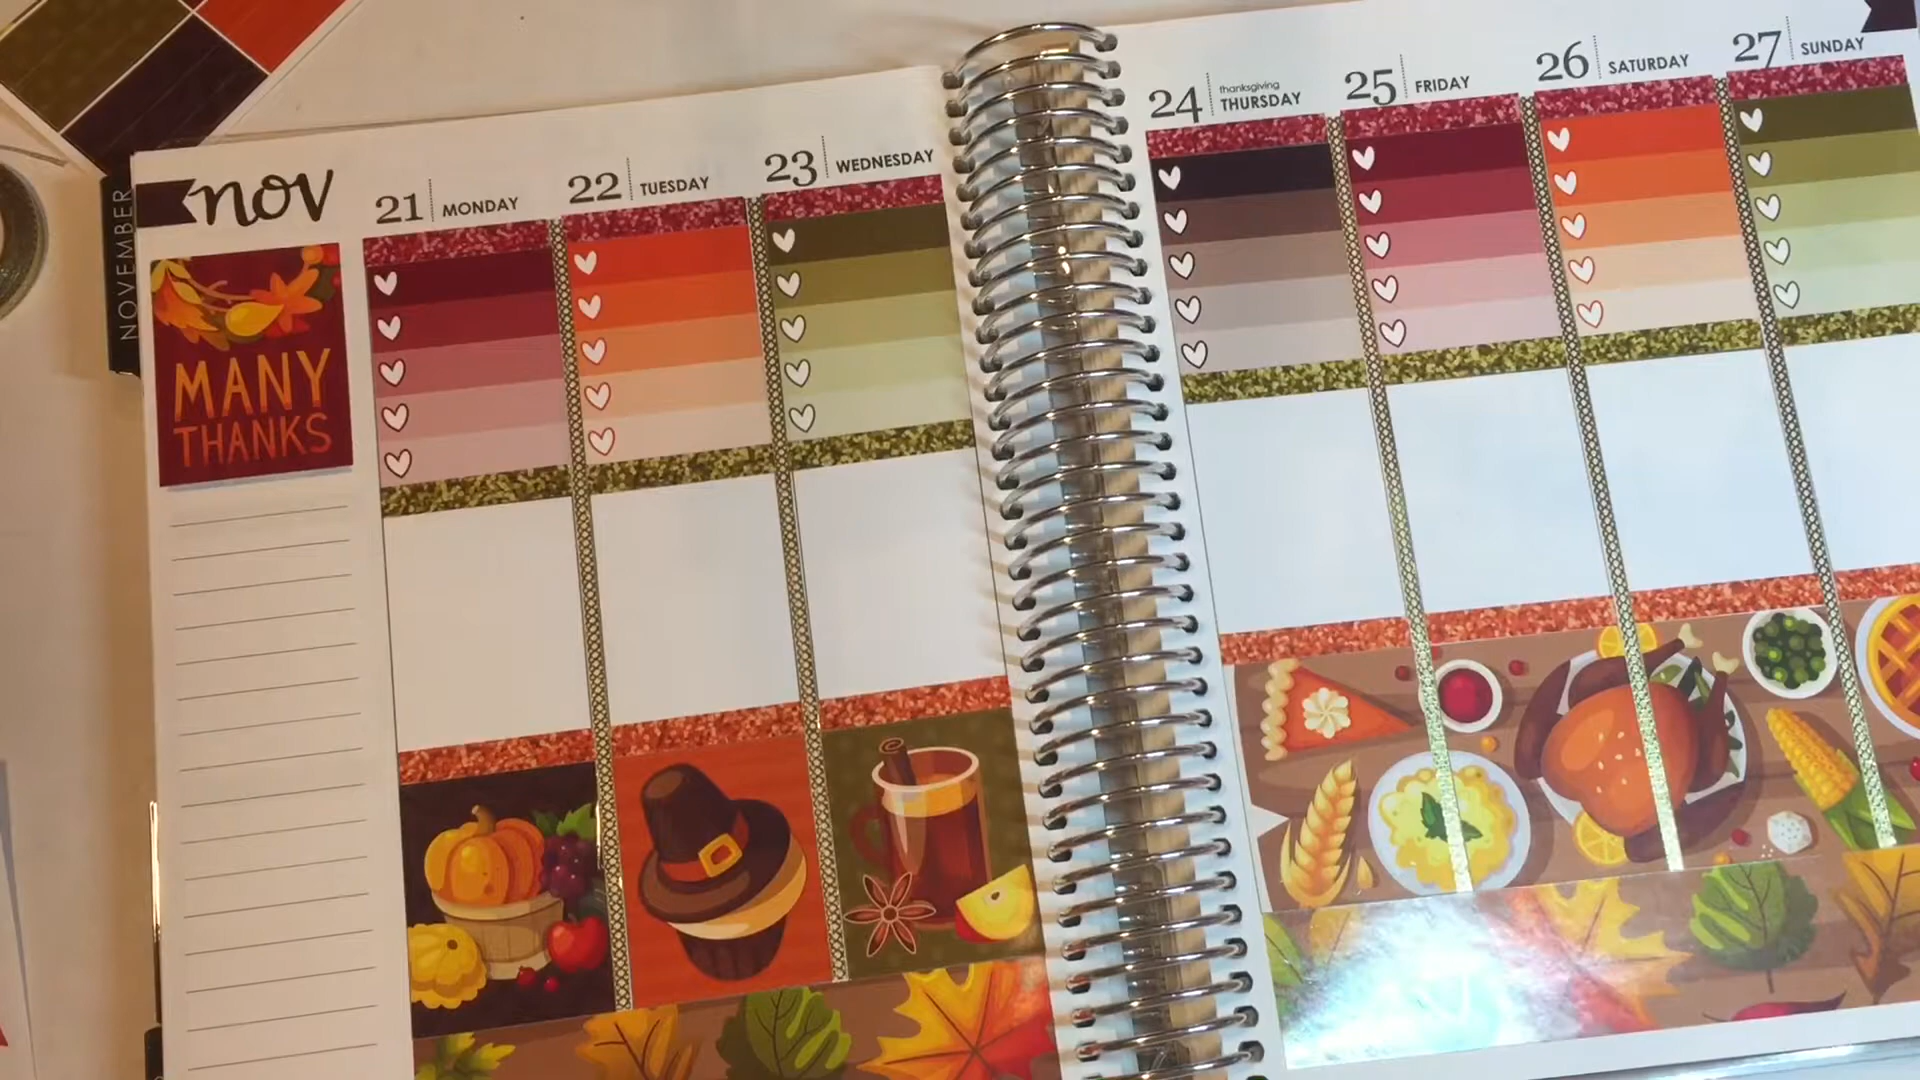 NOVEMBER
nov
MANY
THANKS
21 MONDAY
22 TUESDAY
23 WEDNESDAY
24 thanksgiving THURSDAY
25 FRIDAY
26 SATURDAY
27 SUNDAY